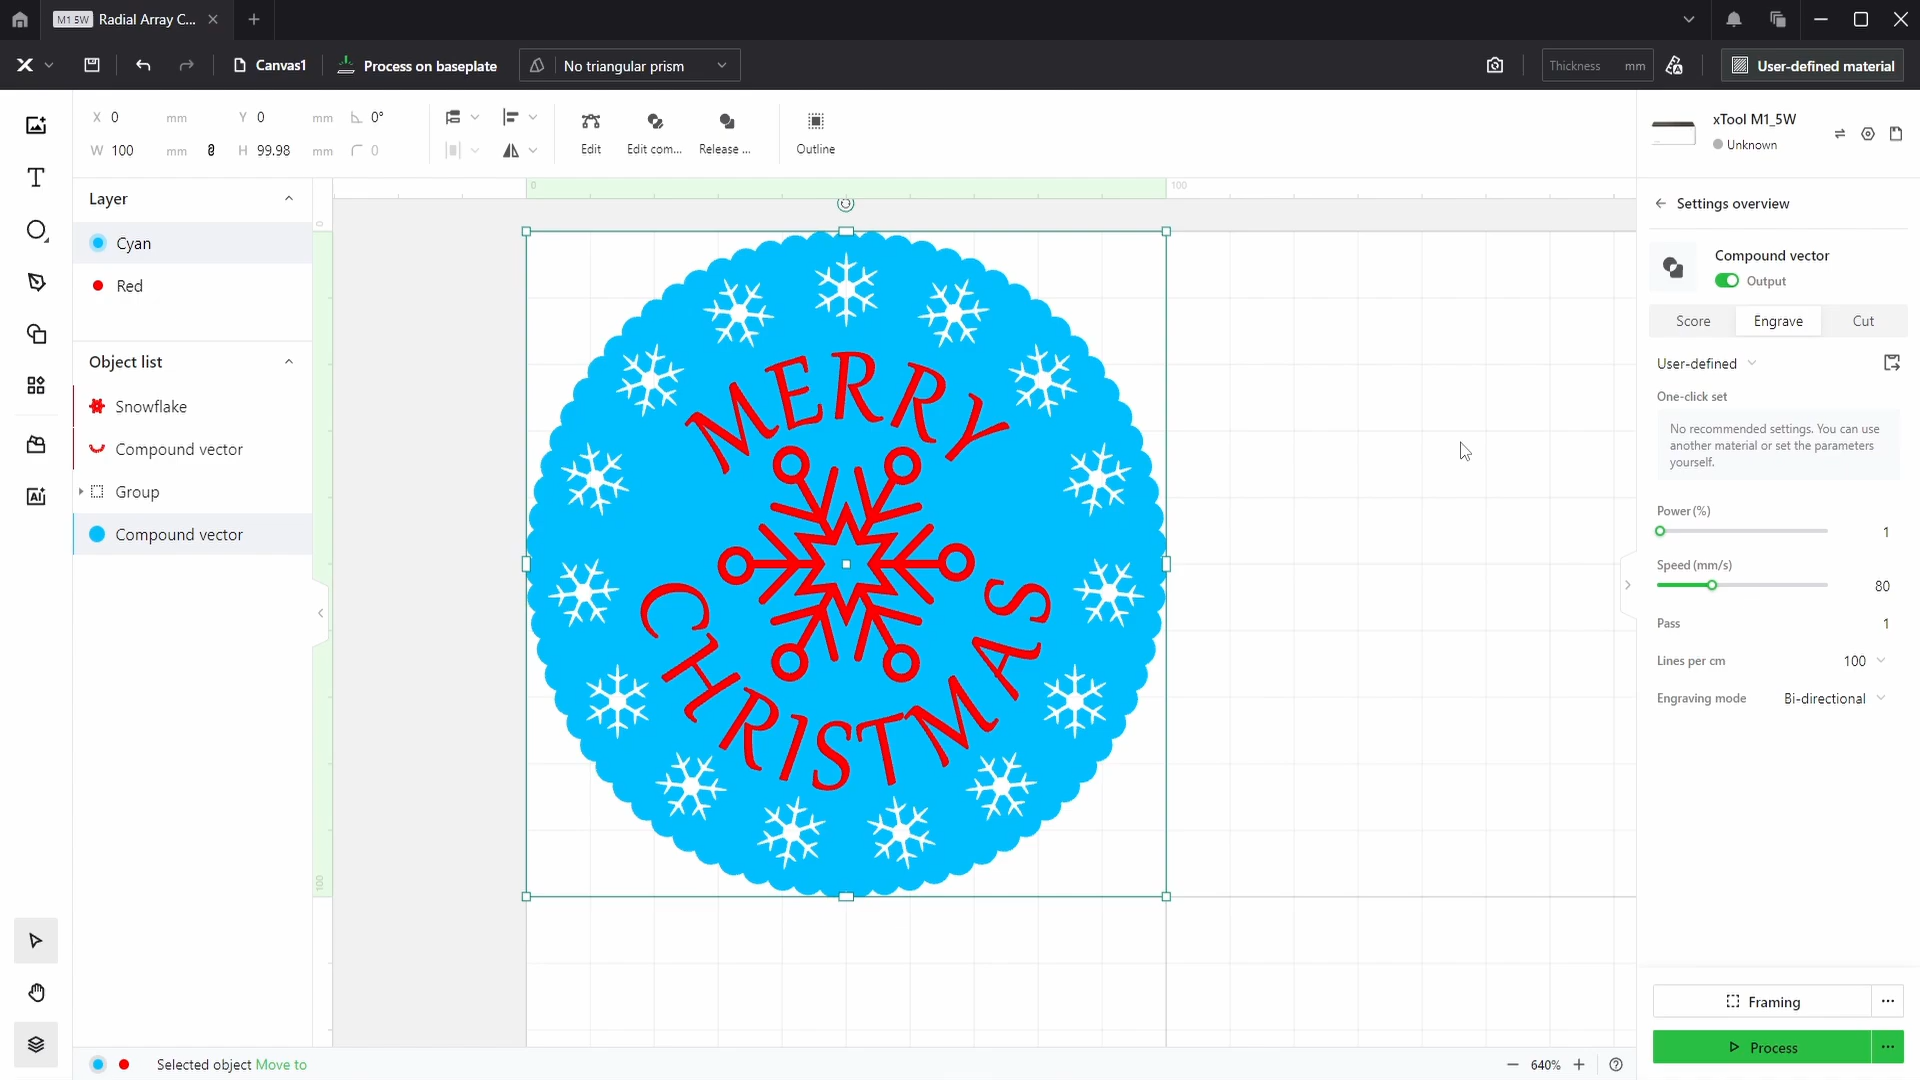 M1 5W Radial Array C...
Canvas1
Process on baseplate
No triangular prism
Thickness mm
User-defined material
X 0 mm Y 0 mm 0°
W 100 mm H 99.98 mm 0
Edit
Edit com...
Release ...
Outline
xTool M1_5W
Unknown
Layer
Cyan
Red
Object list
Snowflake
Compound vector
Group
Compound vector
0
100
0
100
MERRY
CHRISTMAS
Settings overview
Compound vector
Output
Score Engrave Cut
User-defined
One-click set
No recommended settings. You can use
another material or set the parameters
yourself.
Power(%)
1
Speed(mm/s)
80
Pass 1
Lines per cm 100
Engraving mode Bi-directional
Framing
Process
Selected object Move to
640%
AI